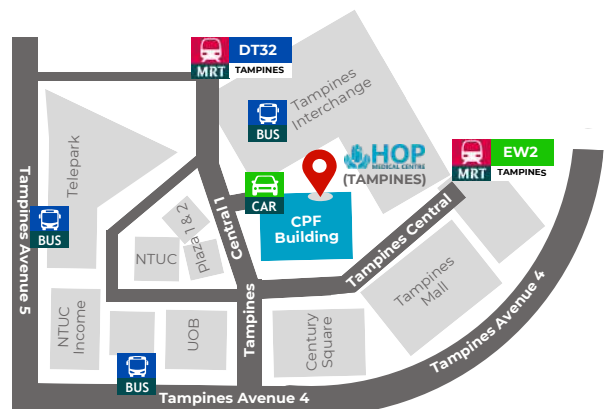 DT32
MRT
TAMPINES
Tampines
Interchange
BUS
Telepark
HOP
MEDICAL CENTRE
(TAMPINES)
EW2
MRT
TAMPINES
CAR
CPF
Building
Tampines Avenue 5
BUS
Plaza 1 & 2
NTUC
Central 1
Tampines
Tampines Central
Tampines
Mall
NTUC
Income
UOB
Century
Square
BUS
Tampines Avenue 4
Tampines Avenue 4